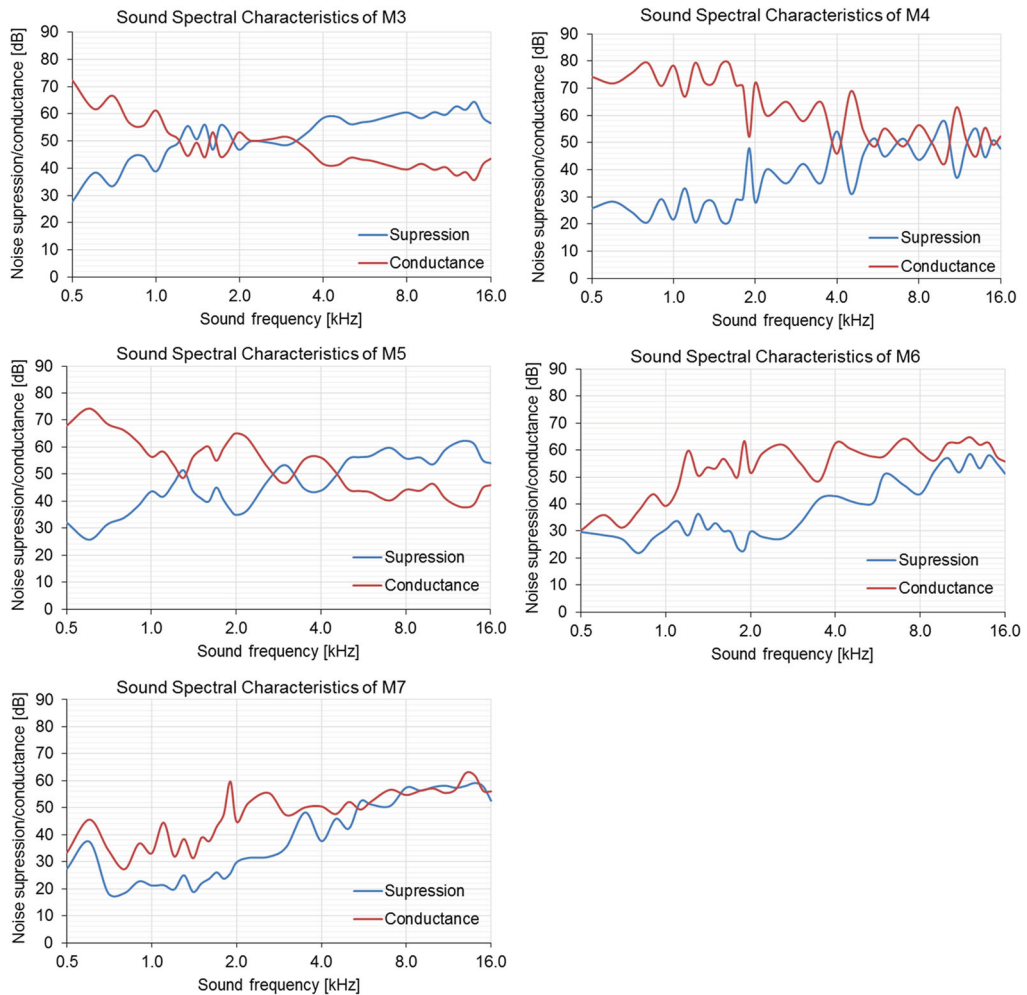 Sound Spectral Characteristics of M3
Noise supression/conductance [dB]
90
80
70
60
50
40
30
20
10
0
Supression
Conductance
0.5 1.0 2.0 4.0 8.0 16.0
Sound frequency [kHz]
Sound Spectral Characteristics of M4
Noise supression/conductance [dB]
90
80
70
60
50
40
30
20
10
0
Supression
Conductance
0.5 1.0 2.0 4.0 8.0 16.0
Sound frequency [kHz]
Sound Spectral Characteristics of M5
Noise supression/conductance [dB]
90
80
70
60
50
40
30
20
10
0
Supression
Conductance
0.5 1.0 2.0 4.0 8.0 16.0
Sound frequency [kHz]
Sound Spectral Characteristics of M6
Noise supression/conductance [dB]
90
80
70
60
50
40
30
20
10
0
Supression
Conductance
0.5 1.0 2.0 4.0 8.0 16.0
Sound frequency [kHz]
Sound Spectral Characteristics of M7
Noise supression/conductance [dB]
90
80
70
60
50
40
30
20
10
0
Supression
Conductance
0.5 1.0 2.0 4.0 8.0 16.0
Sound frequency [kHz]